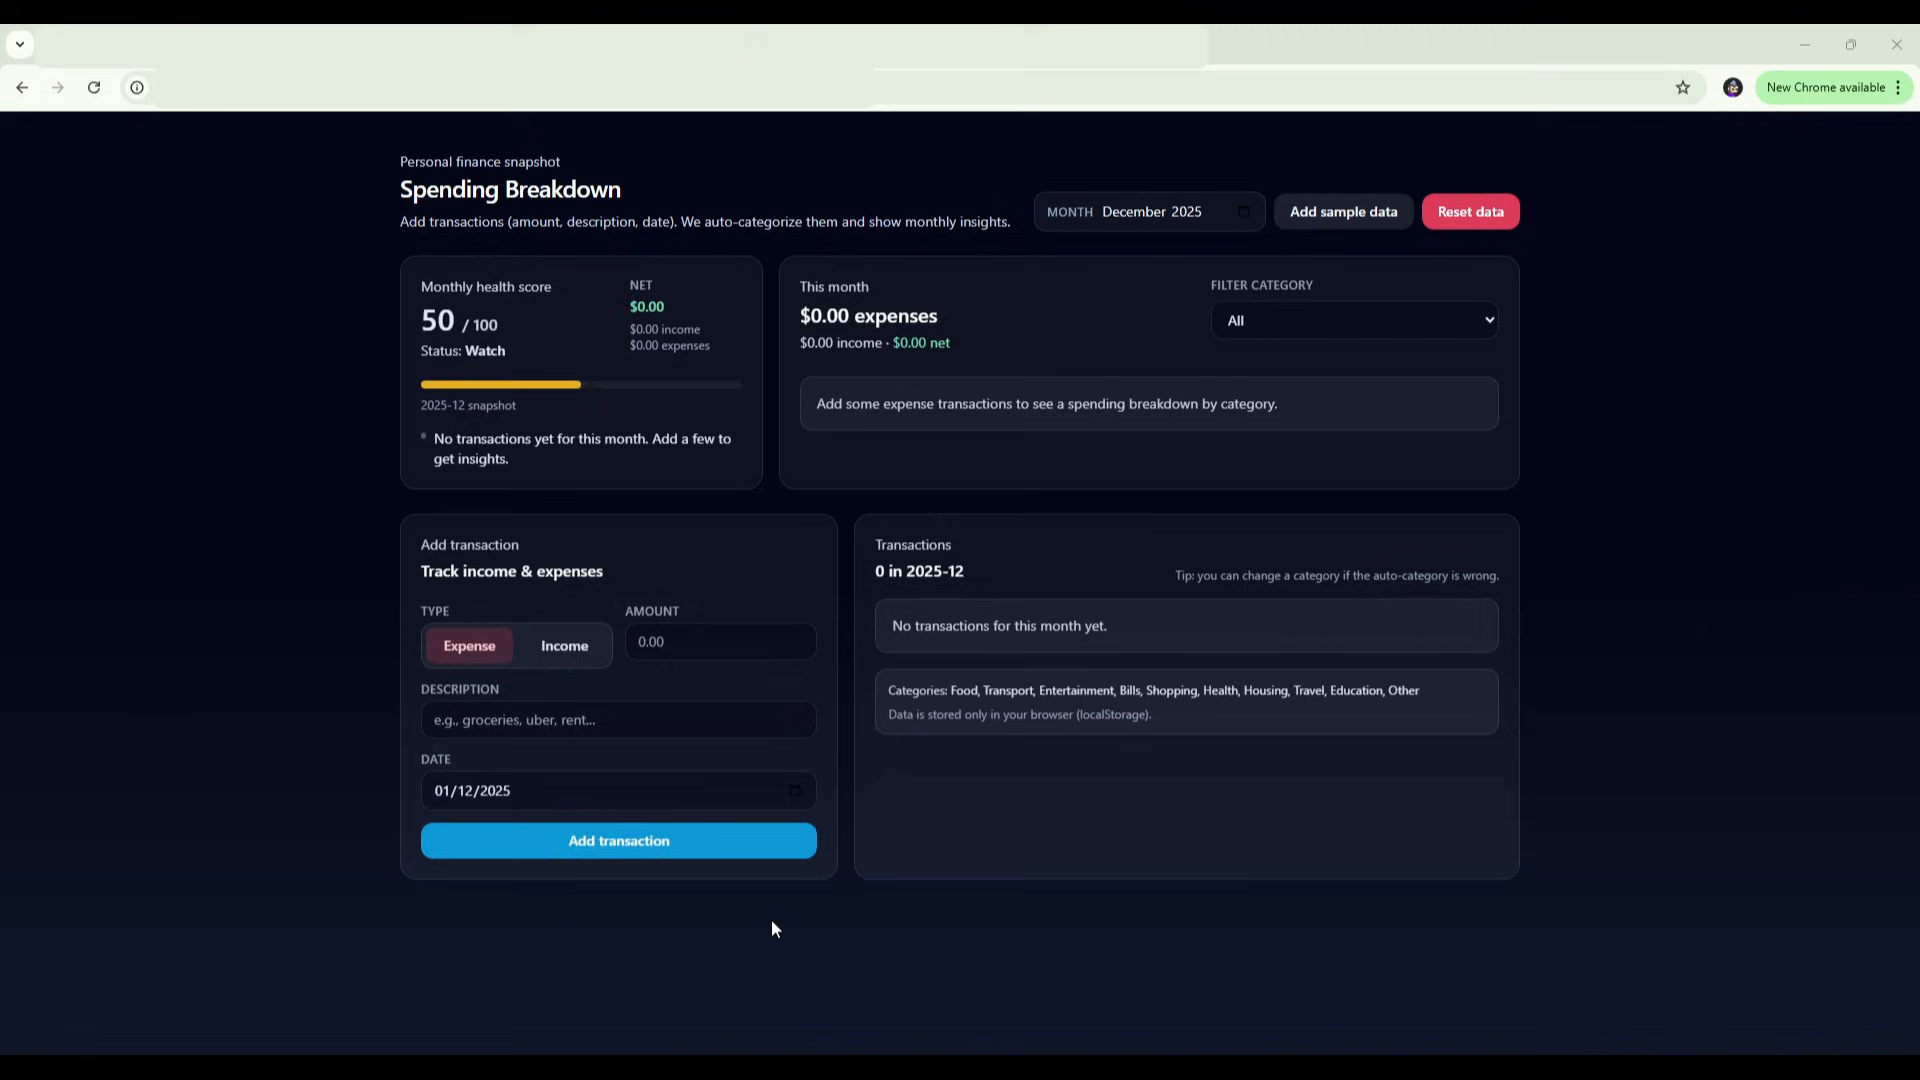 New Chrome available
Personal finance snapshot
Spending Breakdown
Add transactions (amount, description, date). We auto-categorize them and show monthly insights.
MONTH December 2025
Add sample data
Reset data
Monthly health score
50 / 100
Status: Watch
NET
$0.00
$0.00 income
$0.00 expenses
2025-12 snapshot
No transactions yet for this month. Add a few to
get insights.
This month
$0.00 expenses
$0.00 income · $0.00 net
FILTER CATEGORY
All
Add some expense transactions to see a spending breakdown by category.
Add transaction
Track income & expenses
TYPE
Expense
Income
AMOUNT
0.00
DESCRIPTION
e.g., groceries, uber, rent...
DATE
01/12/2025
Add transaction
Transactions
0 in 2025-12
Tip: you can change a category if the auto-category is wrong.
No transactions for this month yet.
Categories: Food, Transport, Entertainment, Bills, Shopping, Health, Housing, Travel, Education, Other
Data is stored only in your browser (localStorage).